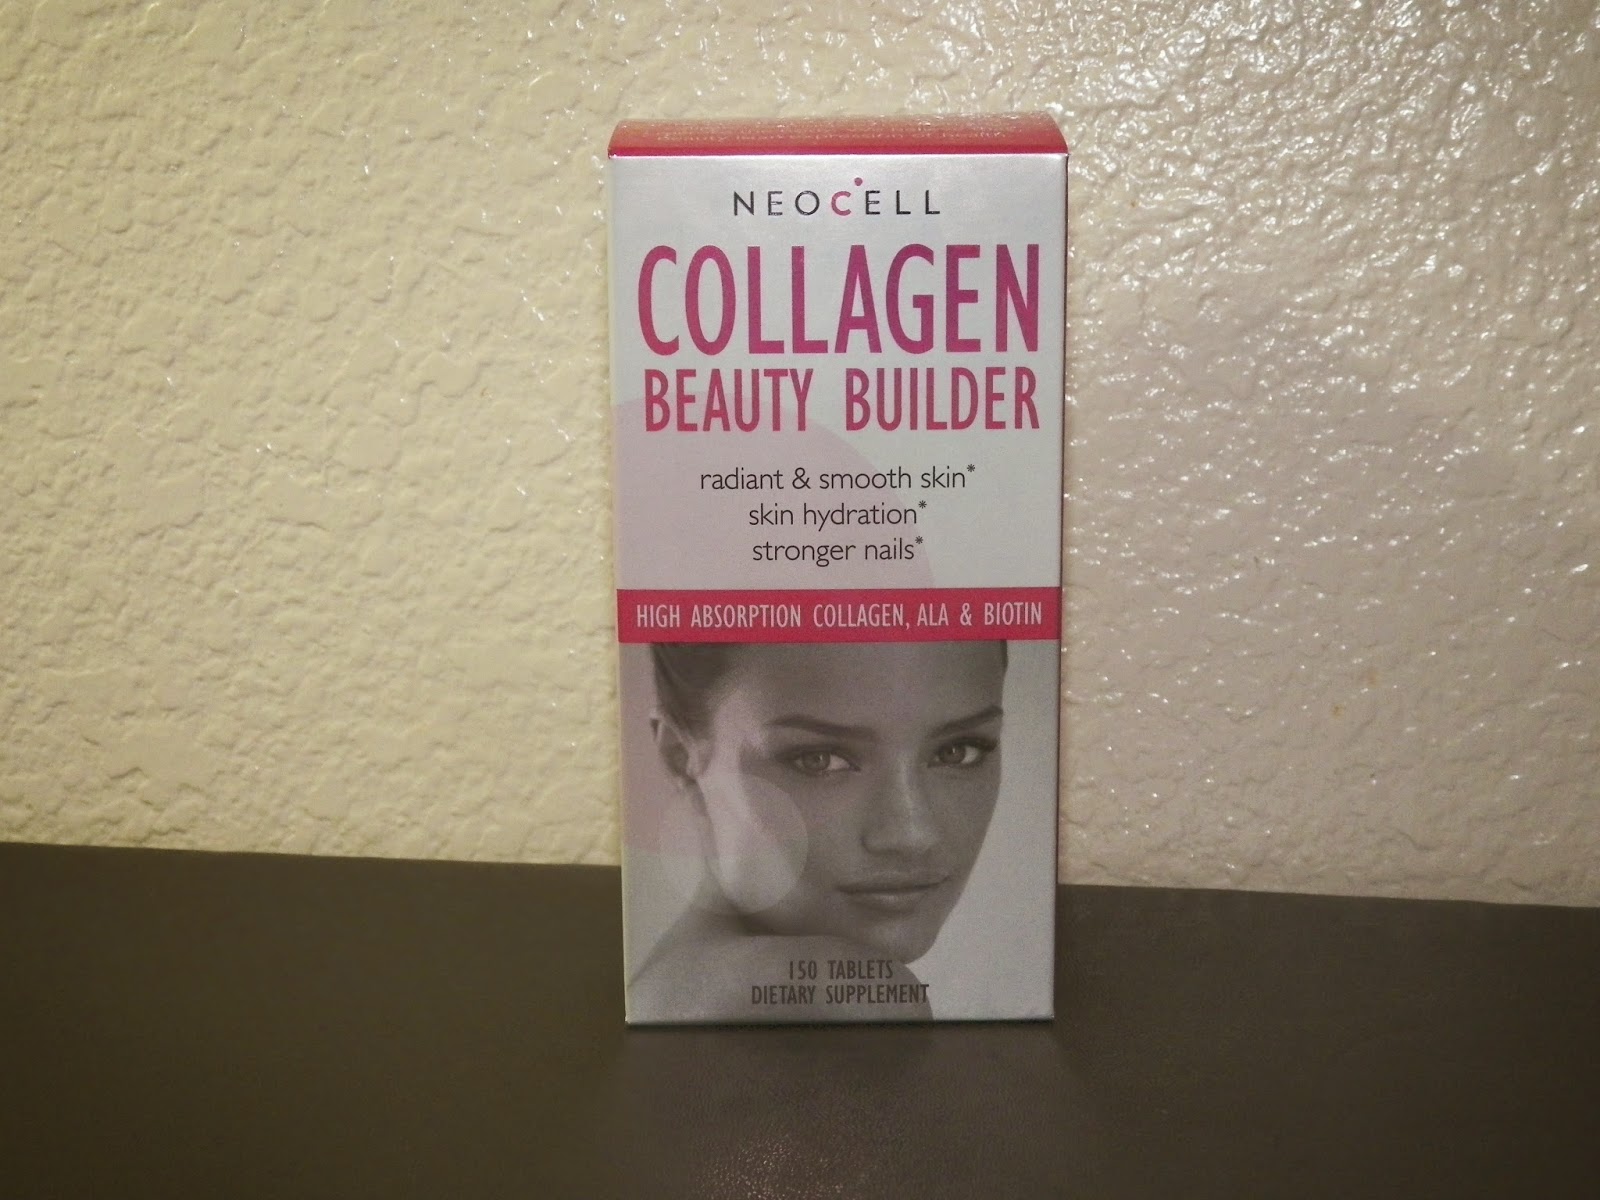 NEOCELL
COLLAGEN
BEAUTY BUILDER
radiant & smooth skin*
skin hydration*
stronger nails*
HIGH ABSORPTION COLLAGEN, ALA & BIOTIN
150 TABLETS
DIETARY SUPPLEMENT